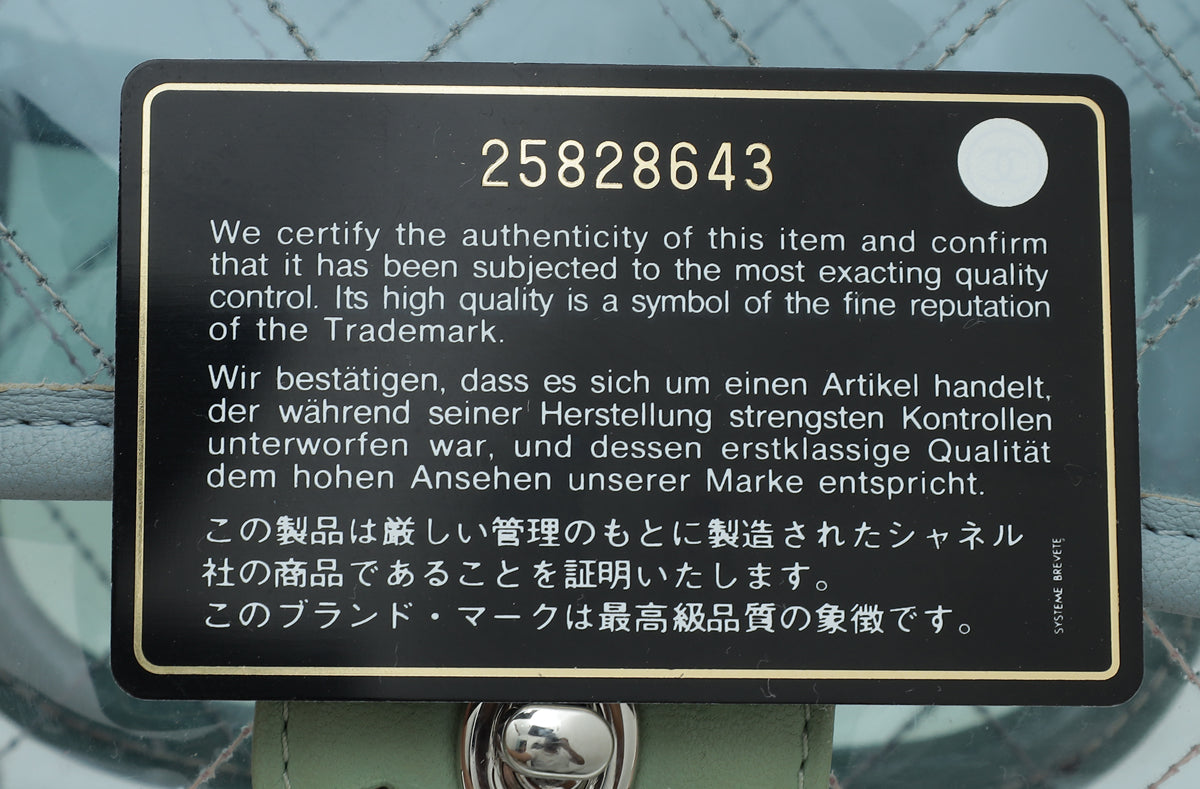 25828643
We certify the authenticity of this item and confirm
that it has been subjected to the most exacting quality
control. Its high quality is a symbol of the fine reputation
of the Trademark.
Wir bestätigen, dass es sich um einen Artikel handelt,
der während seiner Herstellung strengsten Kontrollen
unterworfen war, und dessen erstklassige Qualität
dem hohen Ansehen unserer Marke entspricht.
この製品は厳しい管理のもとに製造されたシャネル
社の商品であることを証明いたします。
このブランド・マークは最高級品質の象徴です。
SYSTEME BREVETE